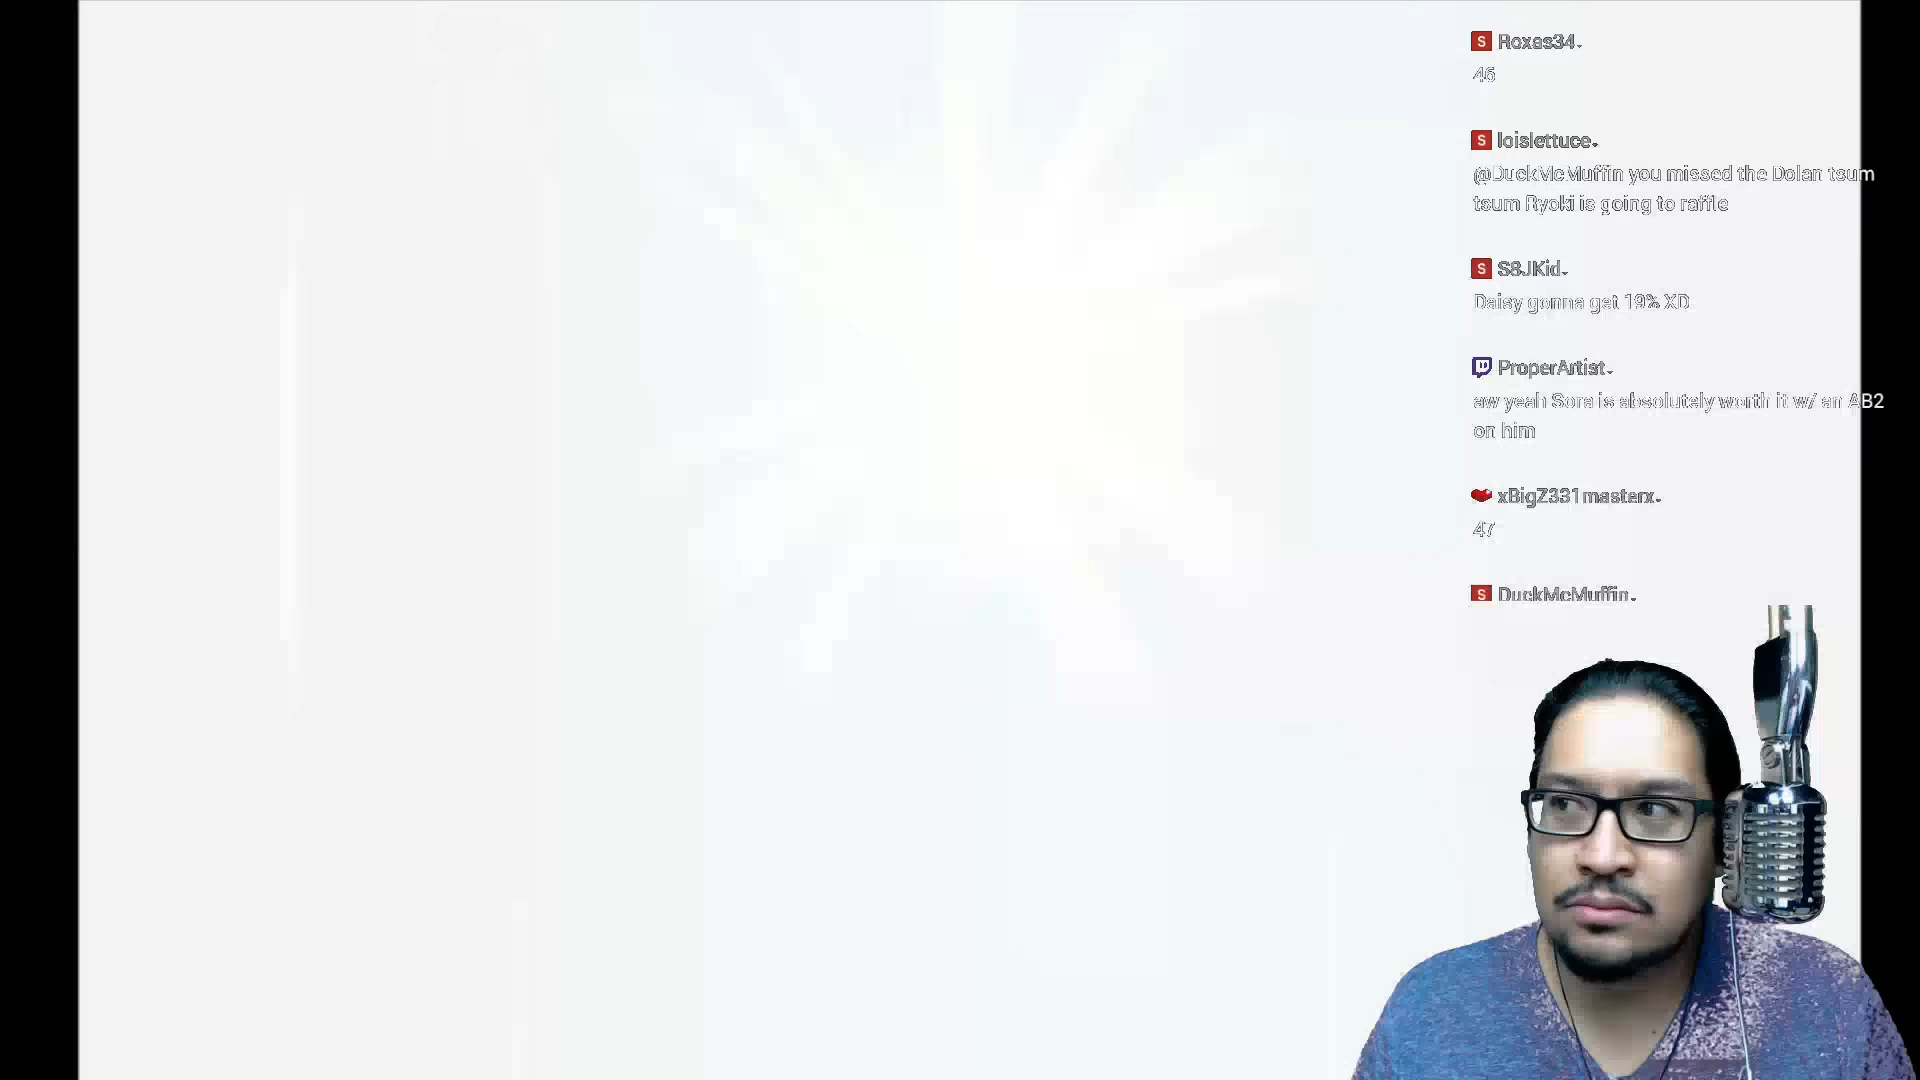 S Roxas34.
46
S loislettuce.
@DuckMcMuffin you missed the Dolan tsum
tsum Ryoki is going to raffle
S S8JKid.
Daisy gonna get 19% XD
ProperArtist.
aw yeah Sora is absolutely worth it w/ an AB2
on him
xBigZ331masterx.
47
S DuckMcMuffin.